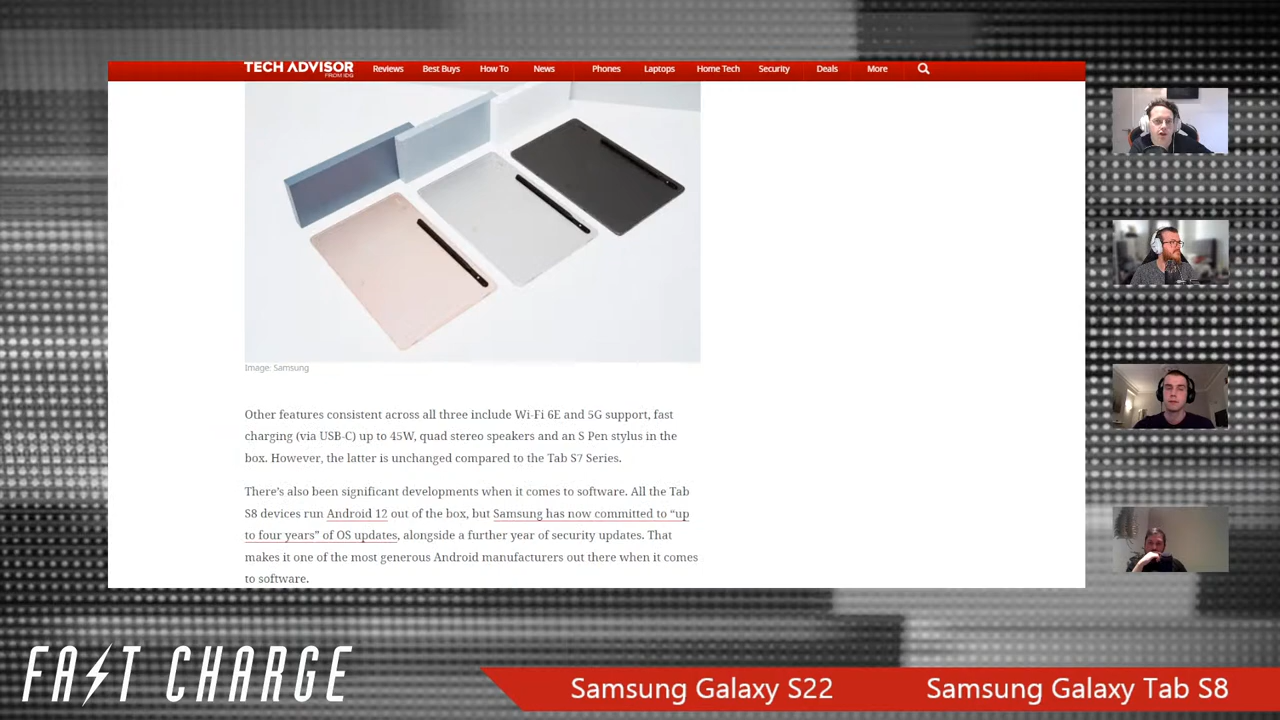 TECH ADVISOR
FROM IDG
Reviews Best Buys How To News Phones Laptops Home Tech Security Deals More
Image: Samsung
Other features consistent across all three include Wi-Fi 6E and 5G support, fast
charging (via USB-C) up to 45W, quad stereo speakers and an S Pen stylus in the
box. However, the latter is unchanged compared to the Tab S7 Series.
There’s also been significant developments when it comes to software. All the Tab
S8 devices run Android 12 out of the box, but Samsung has now committed to “up
to four years” of OS updates, alongside a further year of security updates. That
makes it one of the most generous Android manufacturers out there when it comes
to software.
FAST CHARGE
Samsung Galaxy S22 Samsung Galaxy Tab S8